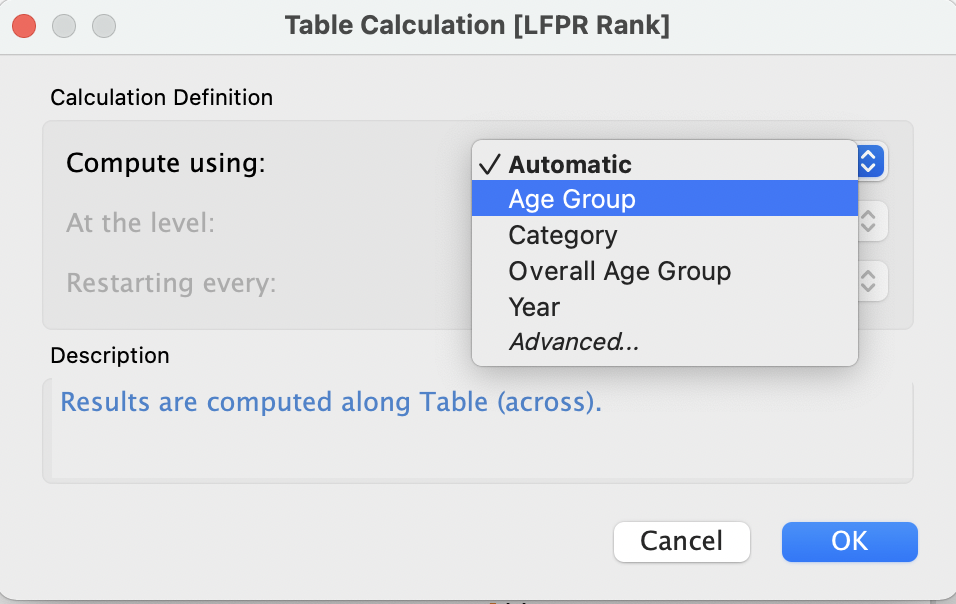 Table Calculation [LFPR Rank]
Calculation Definition
Compute using:
Automatic
Age Group
Category
Overall Age Group
Year
Advanced...
At the level:
Restarting every:
Description
Results are computed along Table (across).
Cancel
OK